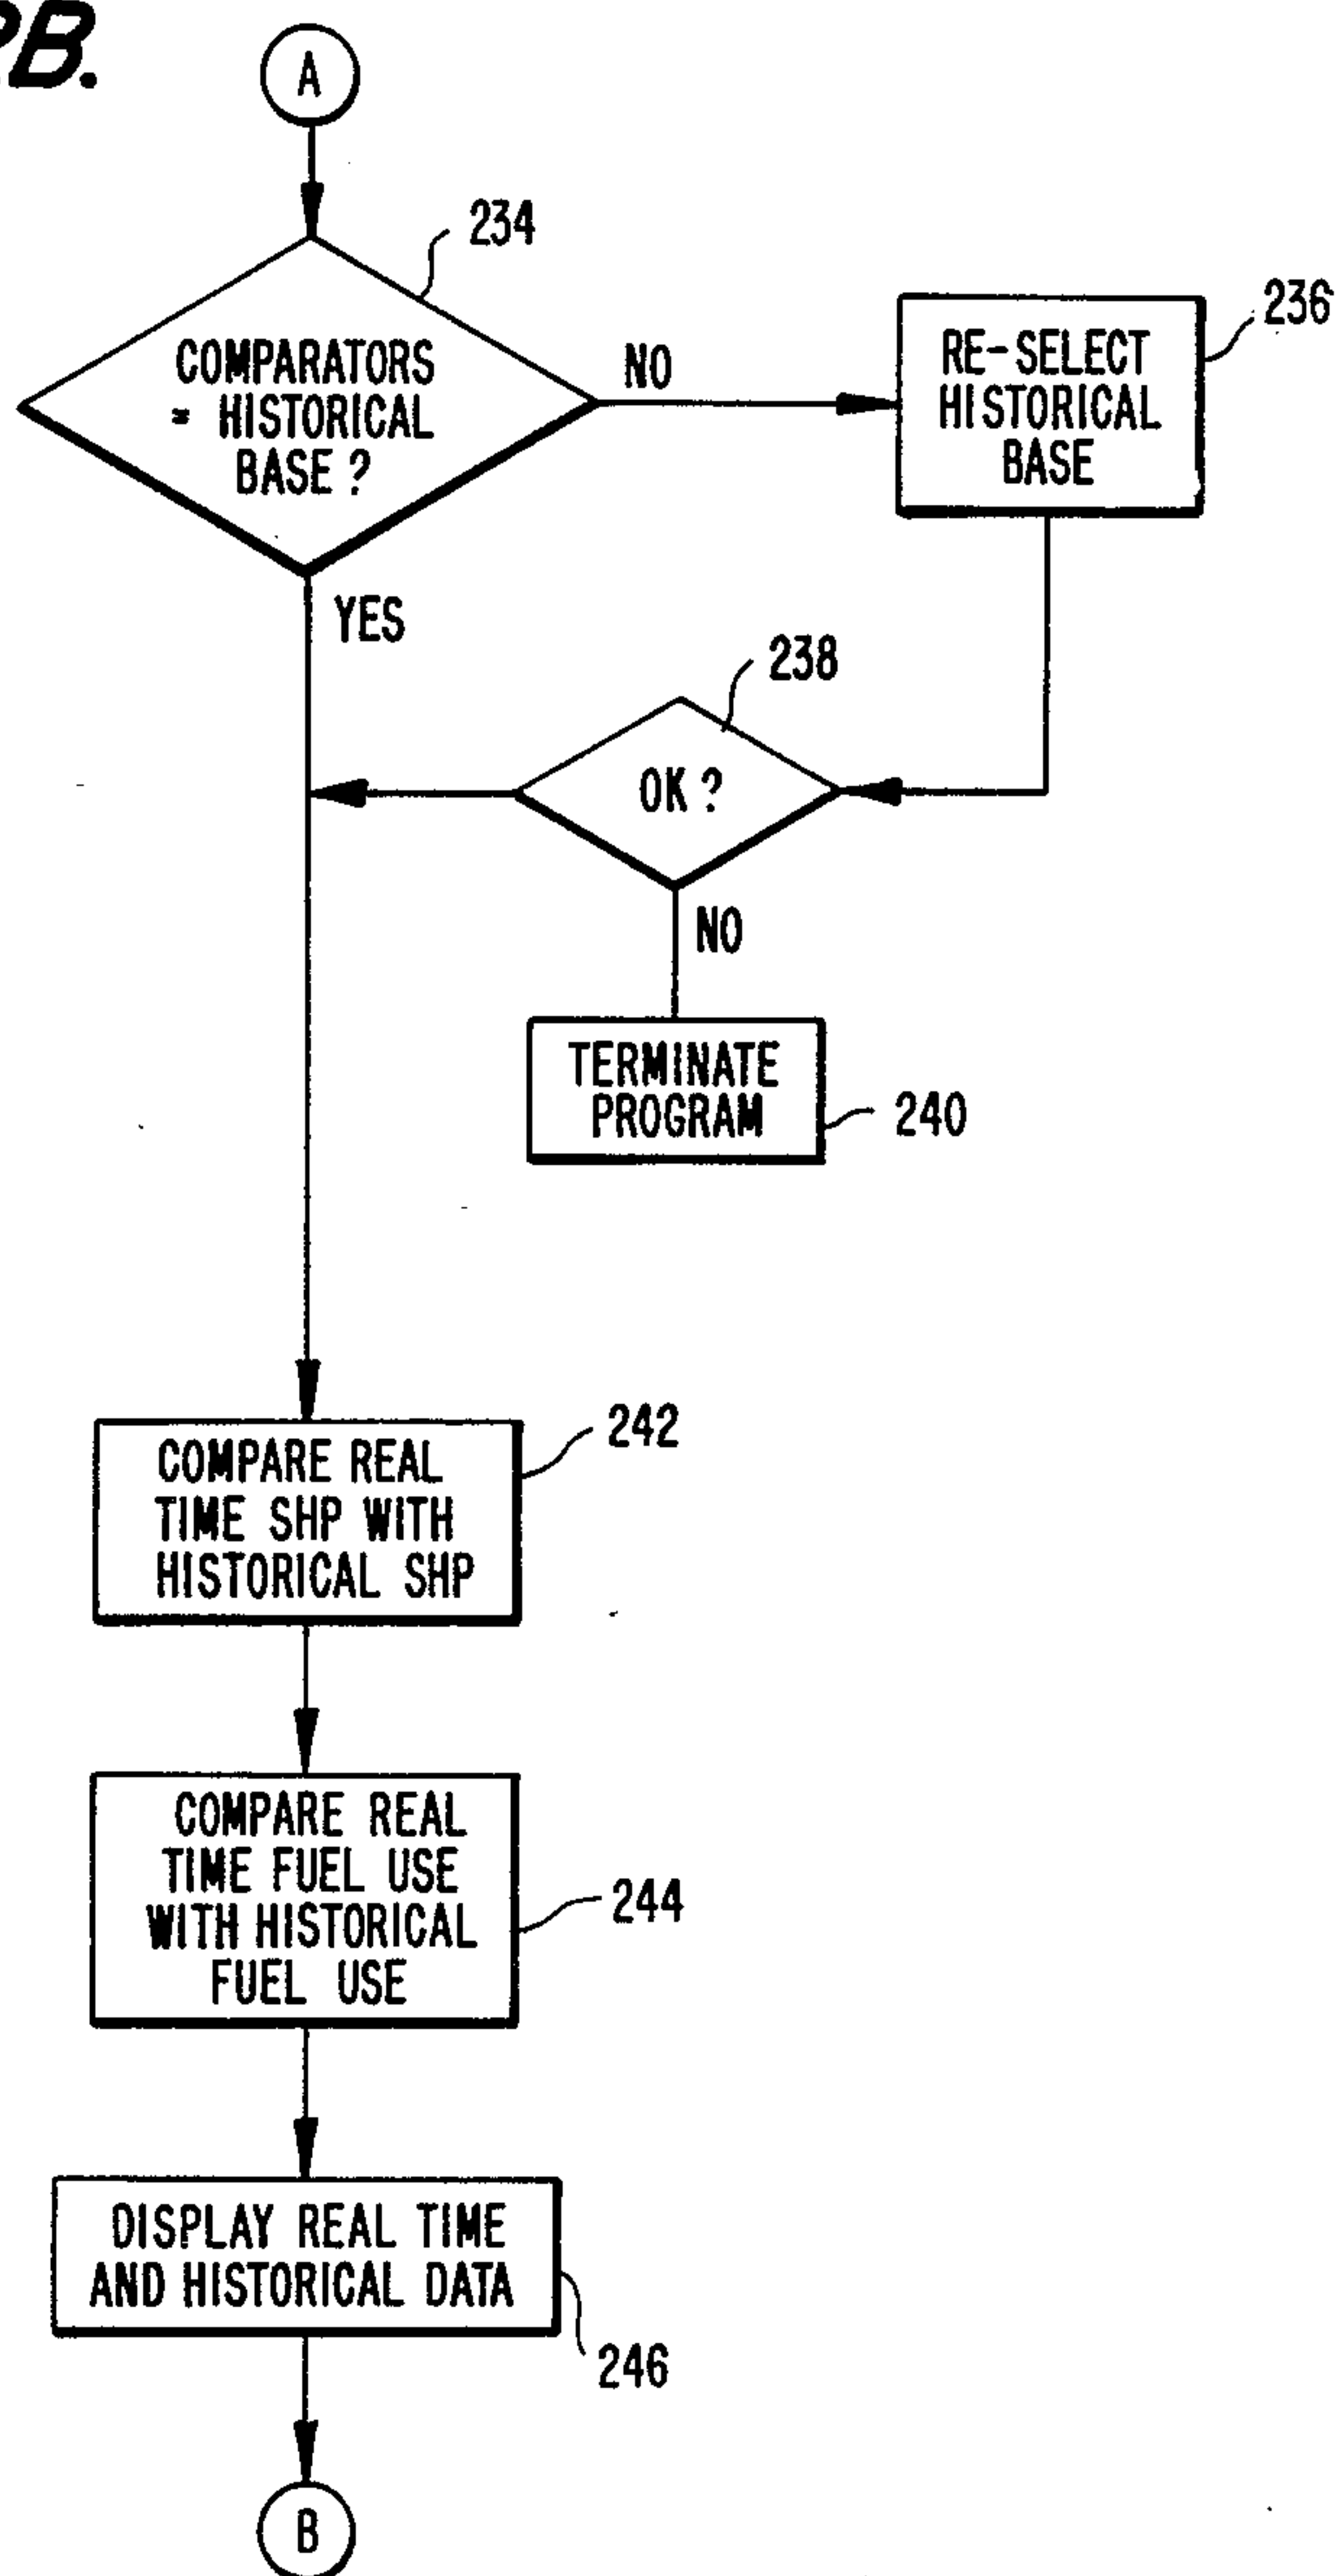 2B.
A
234
COMPARATORS
= HISTORICAL
BASE ?
NO
236
RE-SELECT
HISTORICAL
BASE
YES
238
OK ?
NO
TERMINATE
PROGRAM
240
242
COMPARE REAL
TIME SHP WITH
HISTORICAL SHP
COMPARE REAL
TIME FUEL USE
WITH HISTORICAL
FUEL USE
244
DISPLAY REAL TIME
AND HISTORICAL DATA
246
B